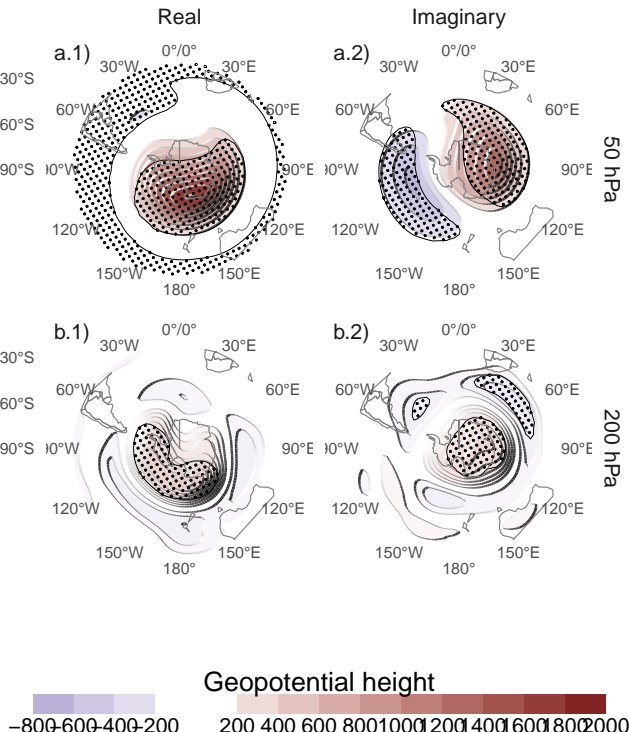 Real
Imaginary
a.1)
0°/0°
30°W
30°E
30°S
60°W
60°E
60°S
90°S
90°W
90°E
120°W
120°E
150°W
150°E
180°
a.2)
0°/0°
30°W
30°E
60°W
60°E
90°W
90°E
120°W
120°E
150°W
150°E
180°
50 hPa
b.1)
0°/0°
30°W
30°E
30°S
60°W
60°E
60°S
90°S
90°W
90°E
120°W
120°E
150°W
150°E
180°
b.2)
0°/0°
30°W
30°E
60°W
60°E
90°W
90°E
120°W
120°E
150°W
150°E
180°
200 hPa
Geopotential height
−800 −600 −400 −200 200 400 600 800 1000 1200 1400 1600 1800 2000